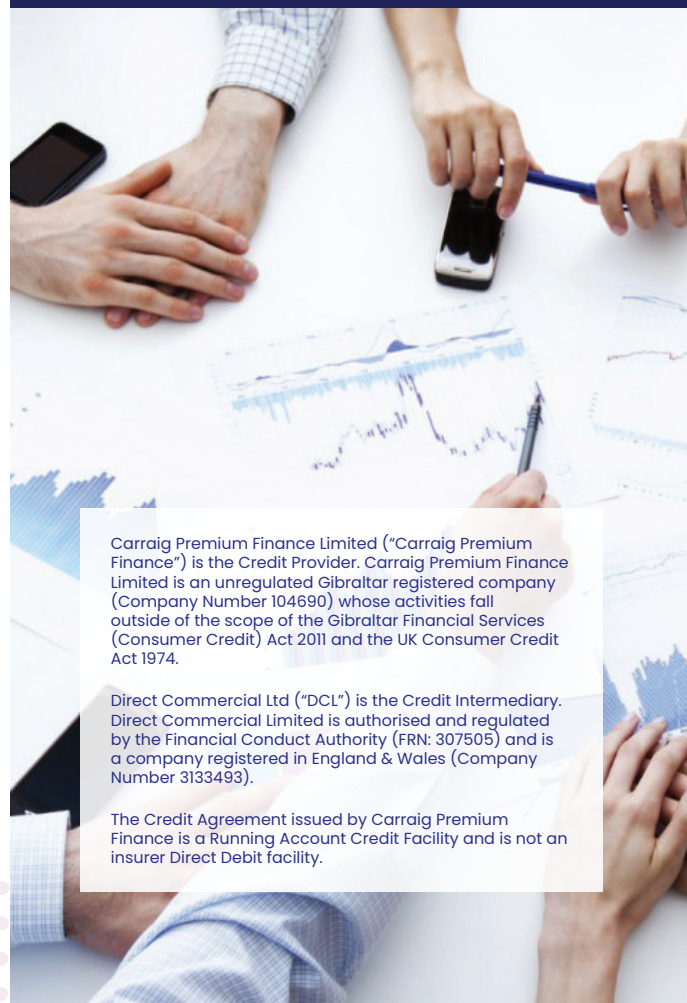 Carraig Premium Finance Limited (“Carraig Premium
Finance”) is the Credit Provider. Carraig Premium Finance
Limited is an unregulated Gibraltar registered company
(Company Number 104690) whose activities fall
outside of the scope of the Gibraltar Financial Services
(Consumer Credit) Act 2011 and the UK Consumer Credit
Act 1974.
Direct Commercial Ltd (“DCL”) is the Credit Intermediary.
Direct Commercial Limited is authorised and regulated
by the Financial Conduct Authority (FRN: 307505) and is
a company registered in England & Wales (Company
Number 3133493).
The Credit Agreement issued by Carraig Premium
Finance is a Running Account Credit Facility and is not an
insurer Direct Debit facility.